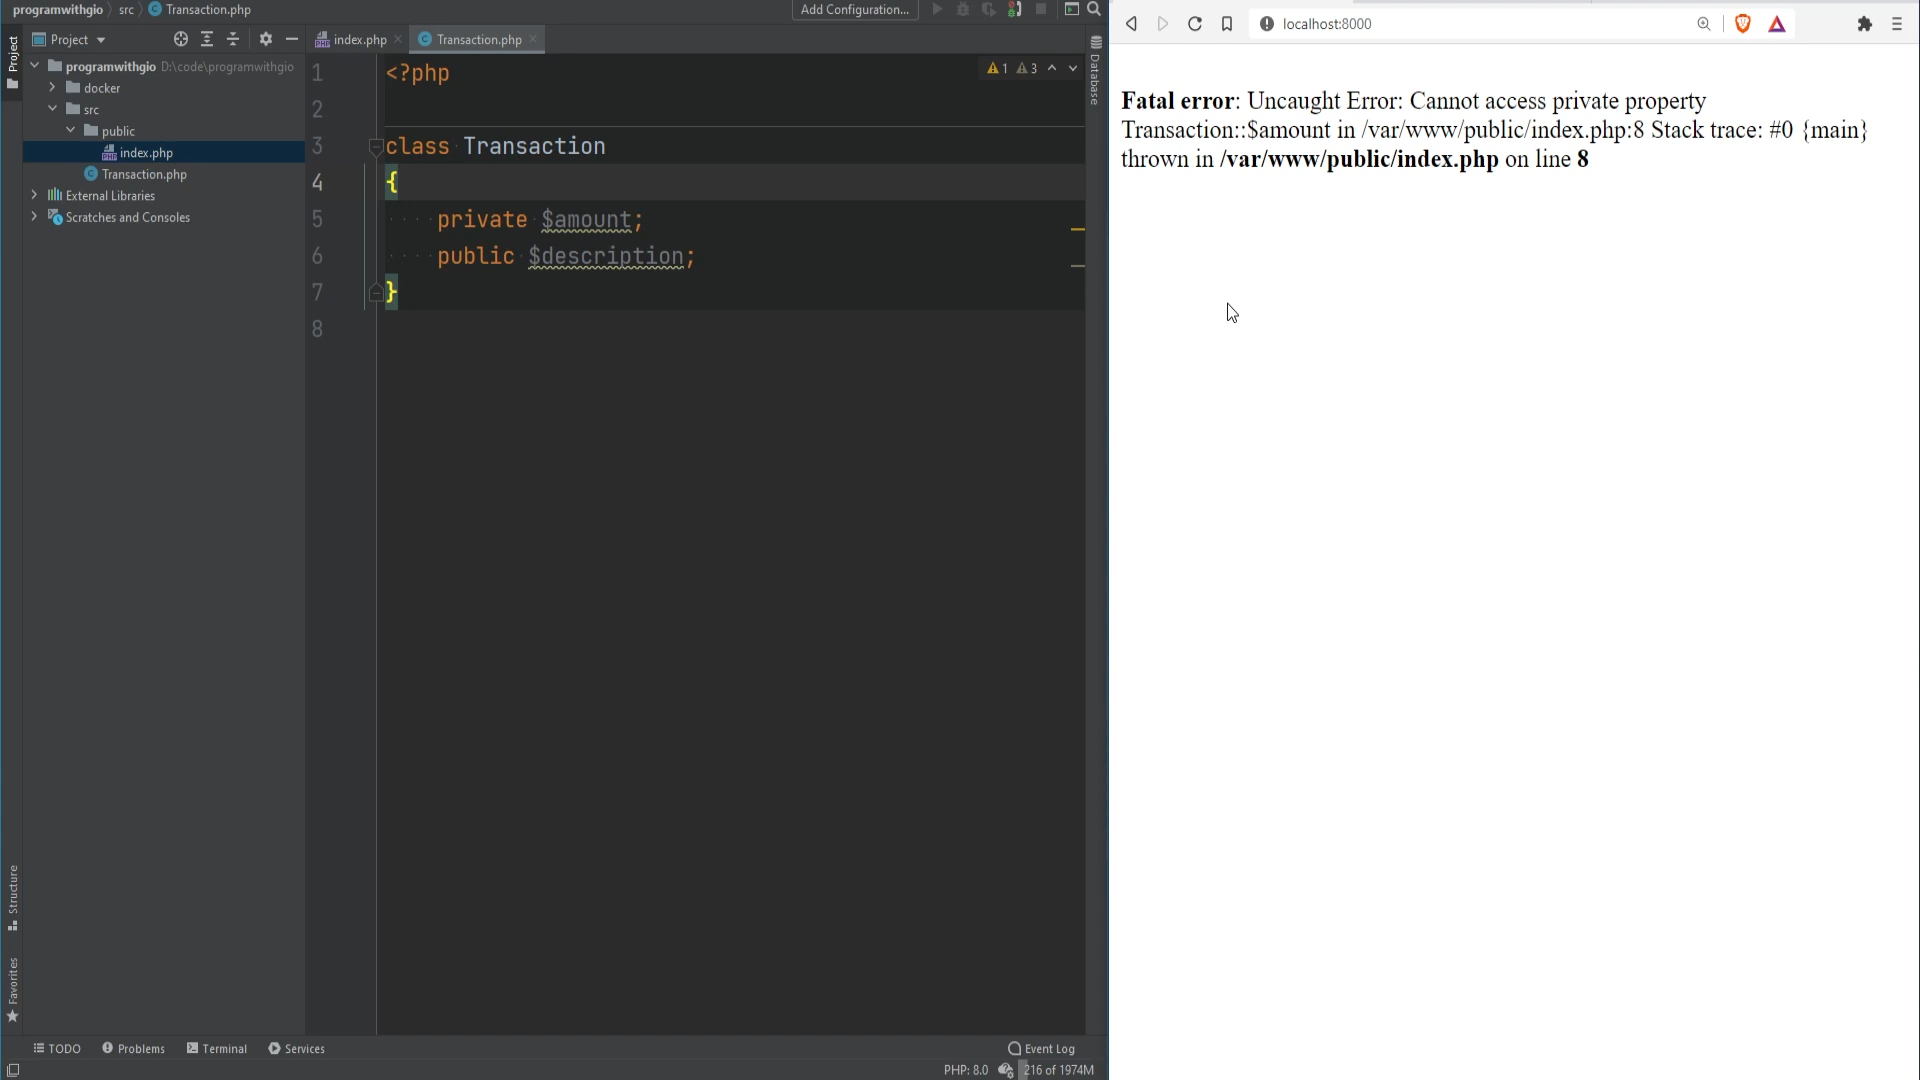 programwithgio src Transaction.php
Add Configuration...
Project
index.php
Transaction.php
localhost:8000
Project
programwithgio D:\code\programwithgio
docker
src
public
index.php
Transaction.php
External Libraries
Scratches and Consoles
1 <?php
2
3 class Transaction
4 {
5 private $amount;
6 public $description;
7 }
8
1 3
Database
Fatal error: Uncaught Error: Cannot access private property
Transaction::$amount in /var/www/public/index.php:8 Stack trace: #0 {main}
thrown in /var/www/public/index.php on line 8
Structure
Favorites
TODO Problems Terminal Services
Event Log
PHP: 8.0 216 of 1974M